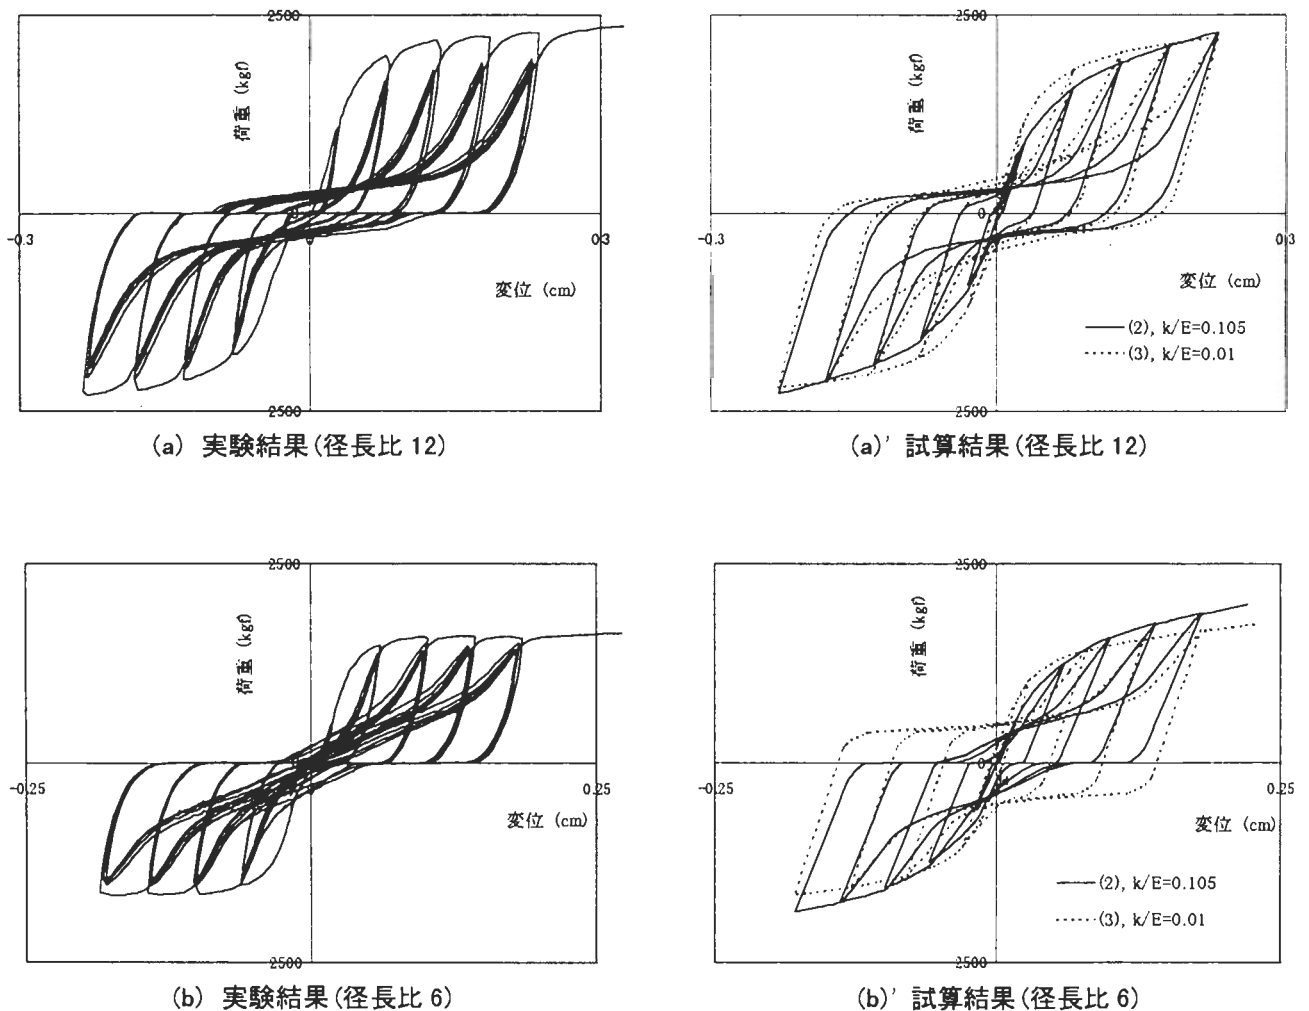 2500
荷重 (kgf)
-0.3
0
0
03
変位 (cm)
2500
(a) 実験結果(径長比 12)
2500
荷重 (kgf)
-0.3
0
03
変位 (cm)
(2), k/E=0.105
(3), k/E=0.01
2500
(a)' 試算結果(径長比 12)
2500
荷重 (kgf)
-0.25
0
0.25
変位 (cm)
2500
(b) 実験結果(径長比 6)
2500
荷重 (kgf)
-0.25
0
0.25
変位 (cm)
(2), k/E=0.105
(3), k/E=0.01
2500
(b)' 試算結果(径長比 6)